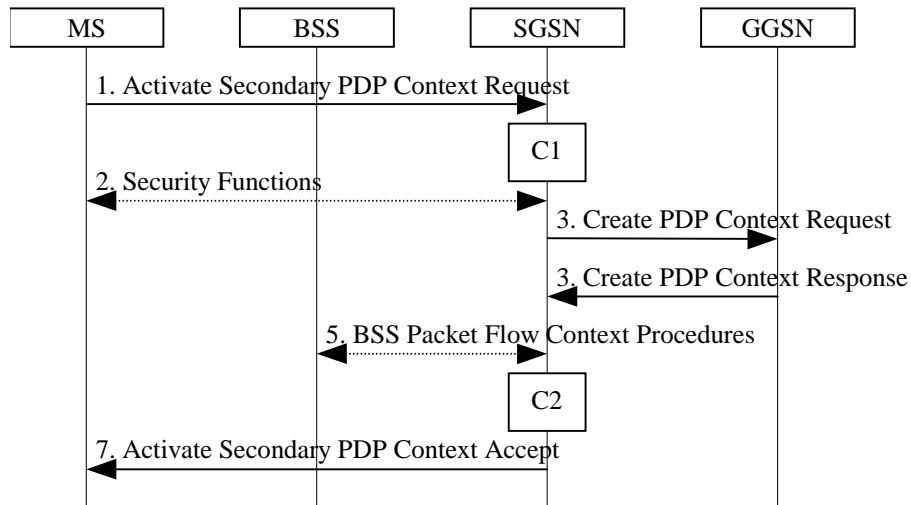 MS
BSS
SGSN
GGSN
1. Activate Secondary PDP Context Request
C1
2. Security Functions
3. Create PDP Context Request
3. Create PDP Context Response
5. BSS Packet Flow Context Procedures
C2
7. Activate Secondary PDP Context Accept